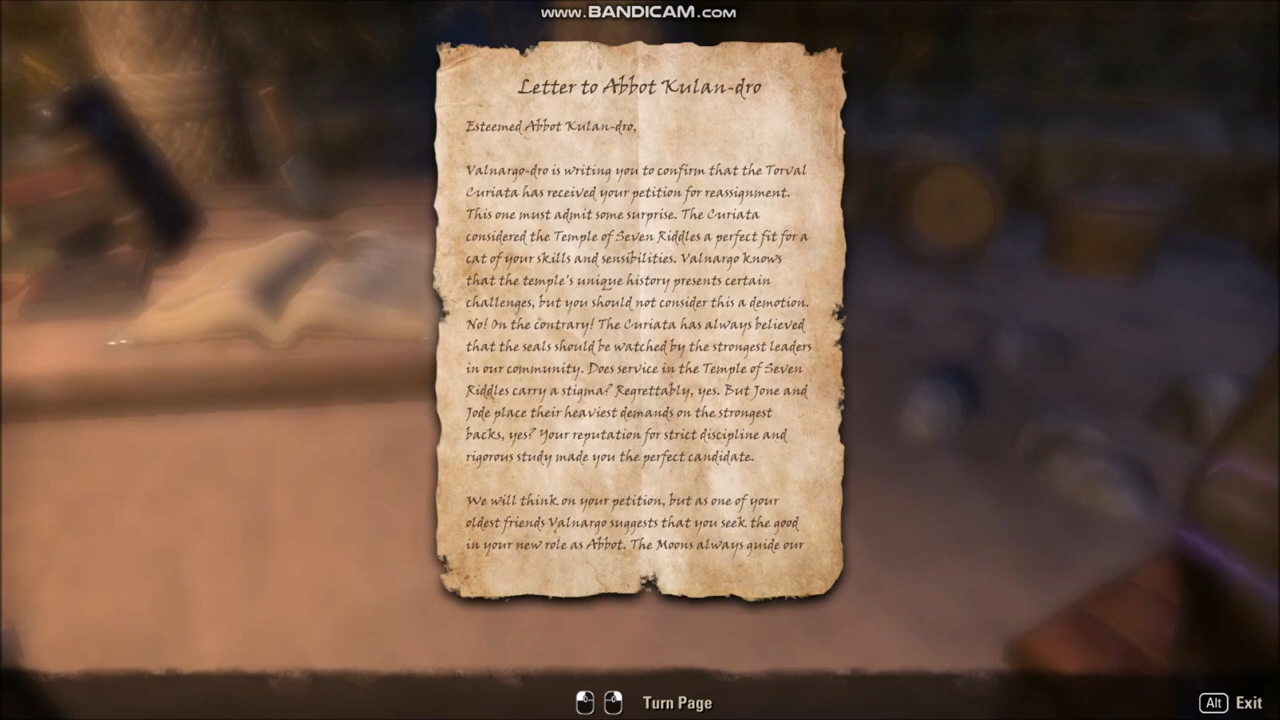 www.BANDICAM.com
Letter to Abbot Kulan-dro
Esteemed Abbot Kulan-dro,
Valnargo-dro is writing you to confirm that the Torval
Curiata has received your petition for reassignment.
This one must admit some surprise. The Curiata
considered the Temple of Seven Riddles a perfect fit for a
cat of your skills and sensibilities. Valnargo knows
that the temple's unique history presents certain
challenges, but you should not consider this a demotion.
No! On the contrary! The Curiata has always believed
that the seals should be watched by the strongest leaders
in our community. Does service in the Temple of Seven
Riddles carry a stigma? Regrettably, yes. But Jone and
Jode place their heaviest demands on the strongest
backs, yes? Your reputation for strict discipline and
rigorous study made you the perfect candidate.
We will think on your petition, but as one of your
oldest friends Valnargo suggests that you seek the good
in your new role as Abbot. The Moons always guide our
Turn Page
Alt Exit